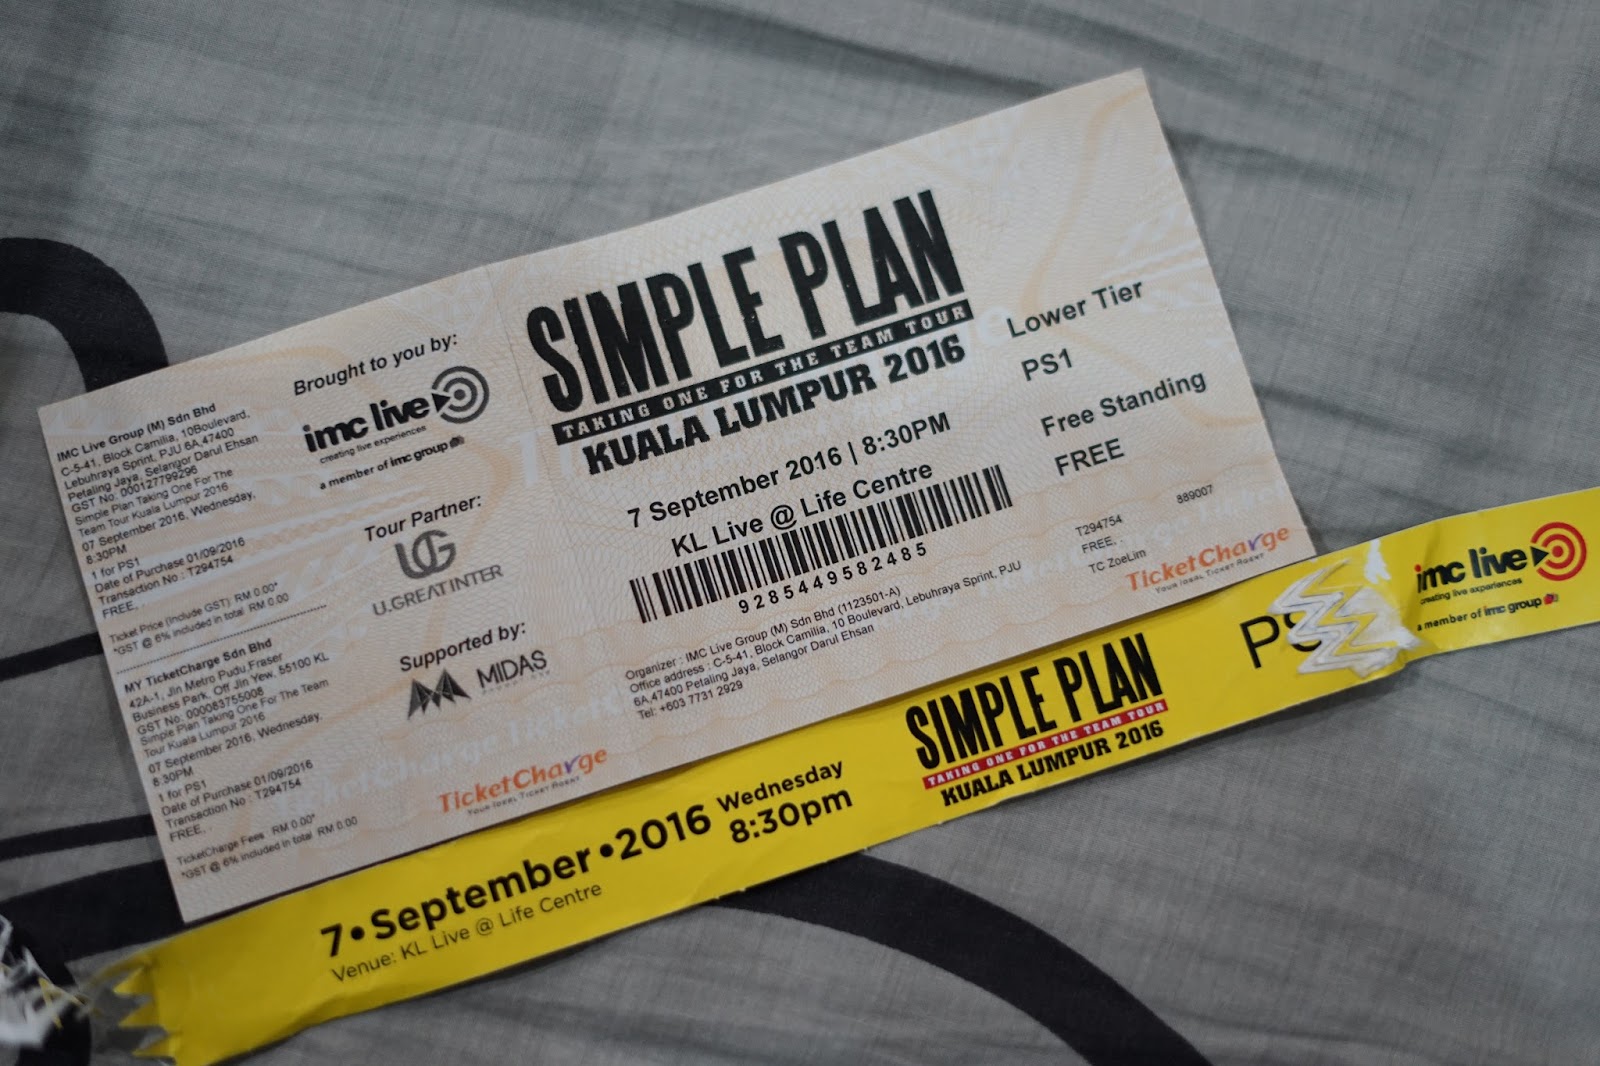 IMC Live Group (M) Sdn Bhd
C-5-41, Block Camilia, 10Boulevard,
Lebuhraya Sprint, PJU 6A,47400
Petaling Jaya, Selangor Darul Ehsan
GST No: 000127799296
Simple Plan Taking One For The
Team Tour Kuala Lumpur 2016
07 September 2016, Wednesday,
8:30PM
1 for PS1
Date of Purchase 01/09/2016
Transaction No : T294754
FREE, .
Ticket Price (Include GST) RM 0.00*
*GST @ 6% included in total RM 0.00
MY TicketCharge Sdn Bhd
42A-1, Jln Metro Pudu,Fraser
Business Park, Off Jln Yew, 55100 KL
GST No. 000083755008
Simple Plan Taking One For The Team
Tour Kuala Lumpur 2016
07 September 2016, Wednesday,
8:30PM
1 for PS1
Date of Purchase 01/09/2016
Transaction No : T294754
FREE, .
TicketCharge Fees RM 0.00*
*GST @ 6% included in total RM 0.00
Brought to you by:
imc live
creating live experiences
a member of imc group
Tour Partner:
UG
U.GREATINTER
Supported by:
MIDAS
TicketCharge
YOUR IDEAL TICKET AGENT
SIMPLE PLAN
TAKING ONE FOR THE TEAM TOUR
KUALA LUMPUR 2016
7 September 2016 | 8:30PM
KL Live @ Life Centre
9285449582485
Organizer : IMC Live Group (M) Sdn Bhd (1123501-A)
Office address : C-5-41, Block Camilia, 10 Boulevard, Lebuhraya Sprint, PJU
6A,47400 Petaling Jaya, Selangor Darul Ehsan
Tel: +603 7731 2929
Lower Tier
PS1
Free Standing
FREE
889007
T294754
FREE, .
TC ZoeLim
TicketCharge
YOUR IDEAL TICKET AGENT
7•September•2016 Wednesday
8:30pm
Venue: KL Live @ Life Centre
SIMPLE PLAN
TAKING ONE FOR THE TEAM TOUR
KUALA LUMPUR 2016
PS
imc live
creating live experiences
a member of imc group